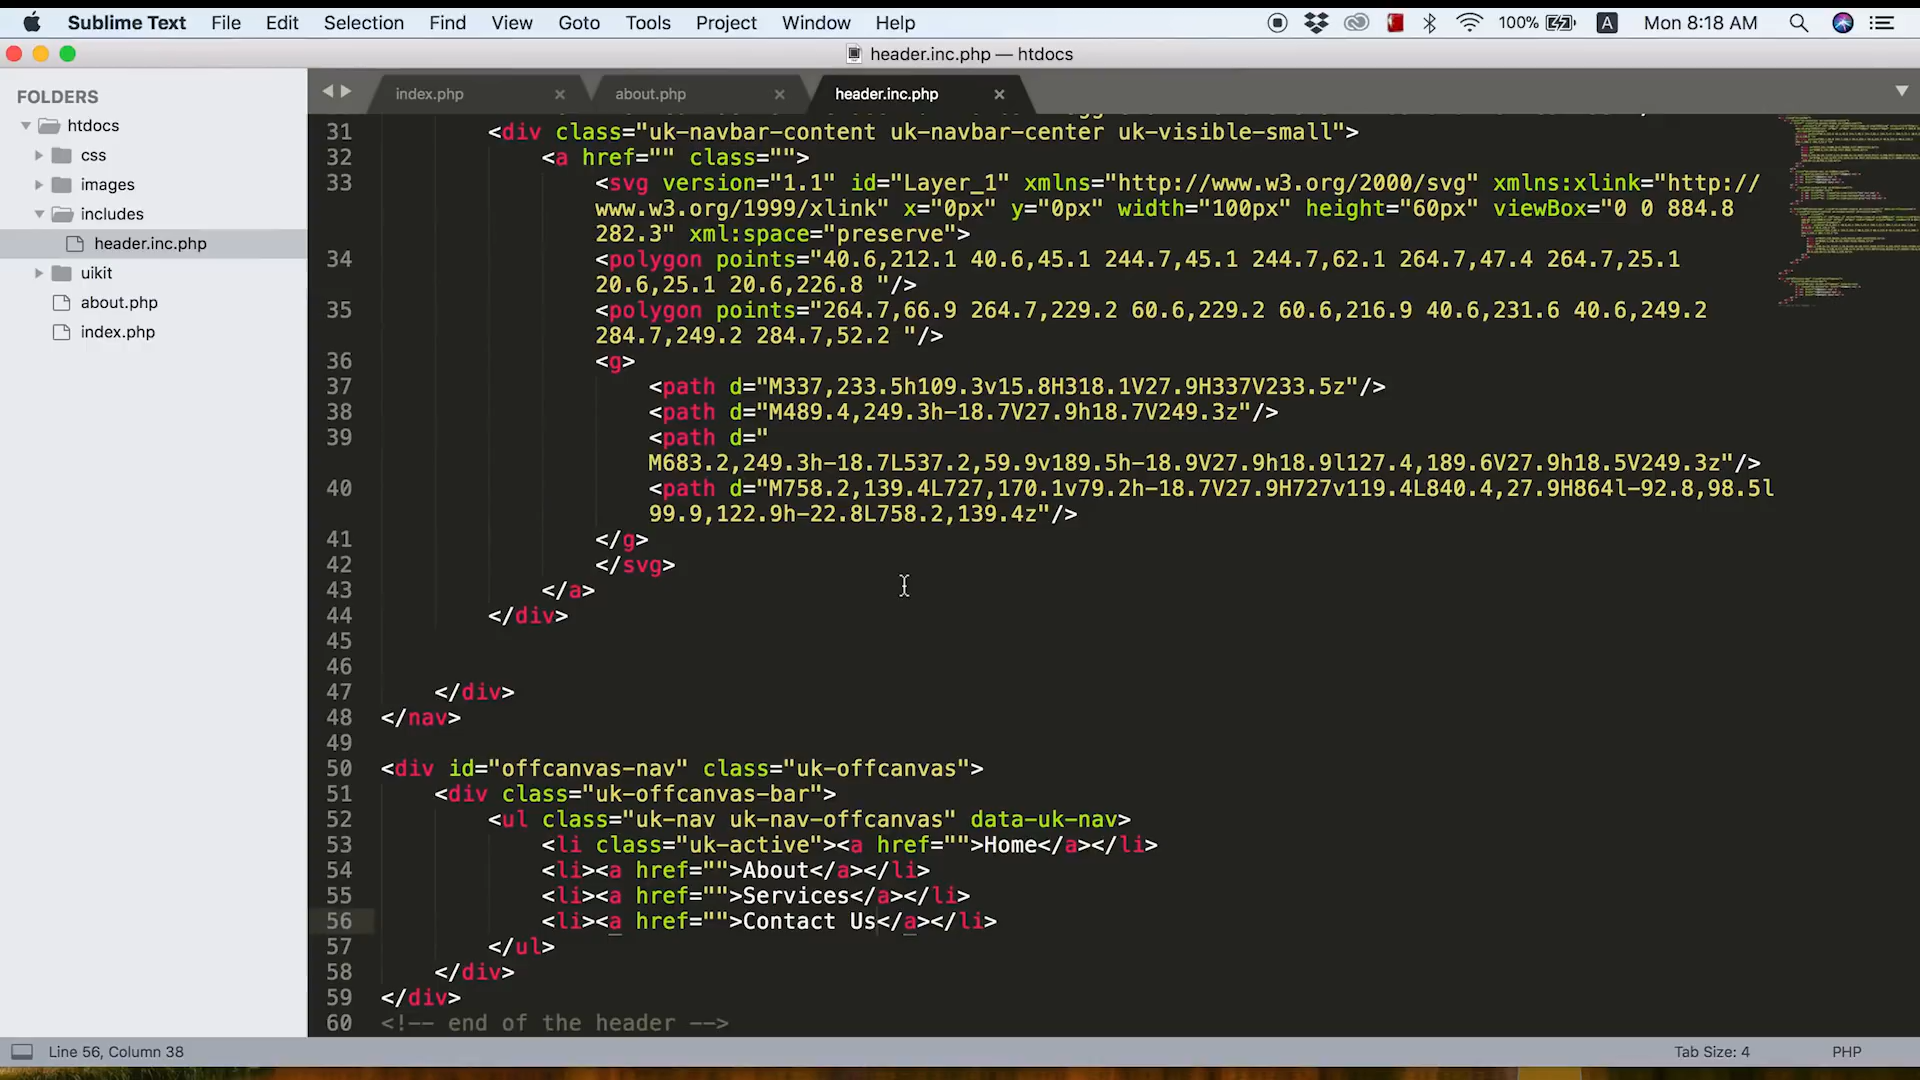 Sublime Text File Edit Selection Find View Goto Tools Project Window Help 100% A Mon 8:18 AM
header.inc.php — htdocs
FOLDERS
htdocs
css
images
includes
header.inc.php
uikit
about.php
index.php
index.php about.php header.inc.php
31 <div class="uk-navbar-content uk-navbar-center uk-visible-small">
32 <a href="" class="">
33 <svg version="1.1" id="Layer_1" xmlns="http://www.w3.org/2000/svg" xmlns:xlink="http://
www.w3.org/1999/xlink" x="0px" y="0px" width="100px" height="60px" viewBox="0 0 884.8
282.3" xml:space="preserve">
34 <polygon points="40.6,212.1 40.6,45.1 244.7,45.1 244.7,62.1 264.7,47.4 264.7,25.1
20.6,25.1 20.6,226.8 "/>
35 <polygon points="264.7,66.9 264.7,229.2 60.6,229.2 60.6,216.9 40.6,231.6 40.6,249.2
284.7,249.2 284.7,52.2 "/>
36 <g>
37 <path d="M337,233.5h109.3v15.8H318.1V27.9H337V233.5z"/>
38 <path d="M489.4,249.3h-18.7V27.9h18.7V249.3z"/>
39 <path d="
M683.2,249.3h-18.7L537.2,59.9v189.5h-18.9V27.9h18.9l127.4,189.6V27.9h18.5V249.3z"/>
40 <path d="M758.2,139.4L727,170.1v79.2h-18.7V27.9H727v119.4L840.4,27.9H864l-92.8,98.5l
99.9,122.9h-22.8L758.2,139.4z"/>
41 </g>
42 </svg>
43 </a>
44 </div>
45
46
47 </div>
48 </nav>
49
50 <div id="offcanvas-nav" class="uk-offcanvas">
51 <div class="uk-offcanvas-bar">
52 <ul class="uk-nav uk-nav-offcanvas" data-uk-nav>
53 <li class="uk-active"><a href="">Home</a></li>
54 <li><a href="">About</a></li>
55 <li><a href="">Services</a></li>
56 <li><a href="">Contact Us</a></li>
57 </ul>
58 </div>
59 </div>
60 <!-- end of the header -->
Line 56, Column 38 Tab Size: 4 PHP